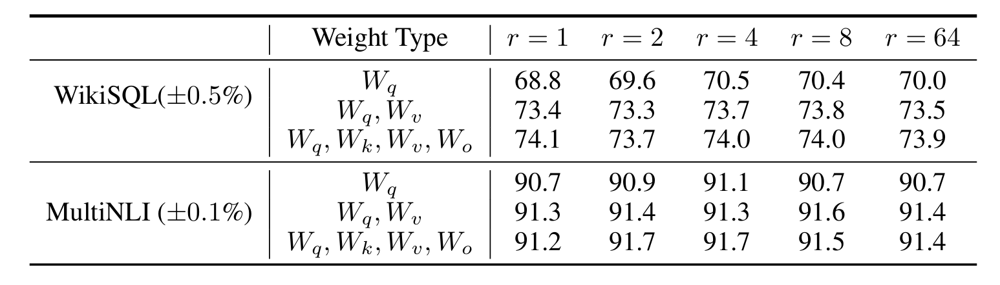 Weight Type r = 1 r = 2 r = 4 r = 8 r = 64
WikiSQL(±0.5%) W_q 68.8 69.6 70.5 70.4 70.0
W_q, W_v 73.4 73.3 73.7 73.8 73.5
W_q, W_k, W_v, W_o 74.1 73.7 74.0 74.0 73.9
MultiNLI (±0.1%) W_q 90.7 90.9 91.1 90.7 90.7
W_q, W_v 91.3 91.4 91.3 91.6 91.4
W_q, W_k, W_v, W_o 91.2 91.7 91.7 91.5 91.4